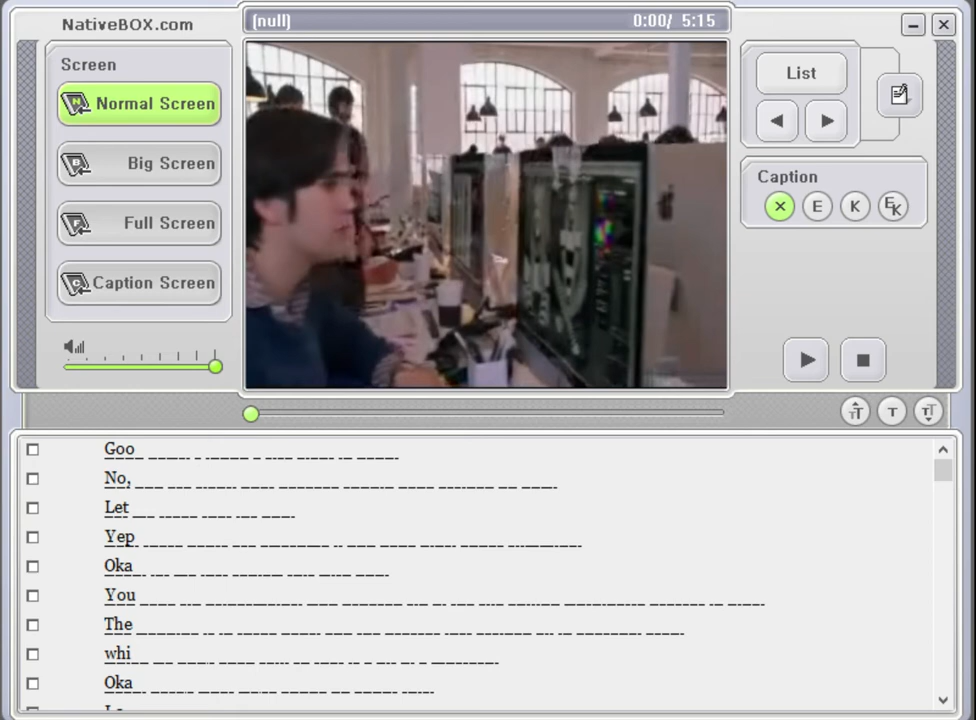 NativeBOX.com
(null)
0:00/ 5:15
Screen
Normal Screen
Big Screen
Full Screen
Caption Screen
List
Caption
E K EK
T T T
Goo
No,
Let
Yep
Oka
You
The
whi
Oka